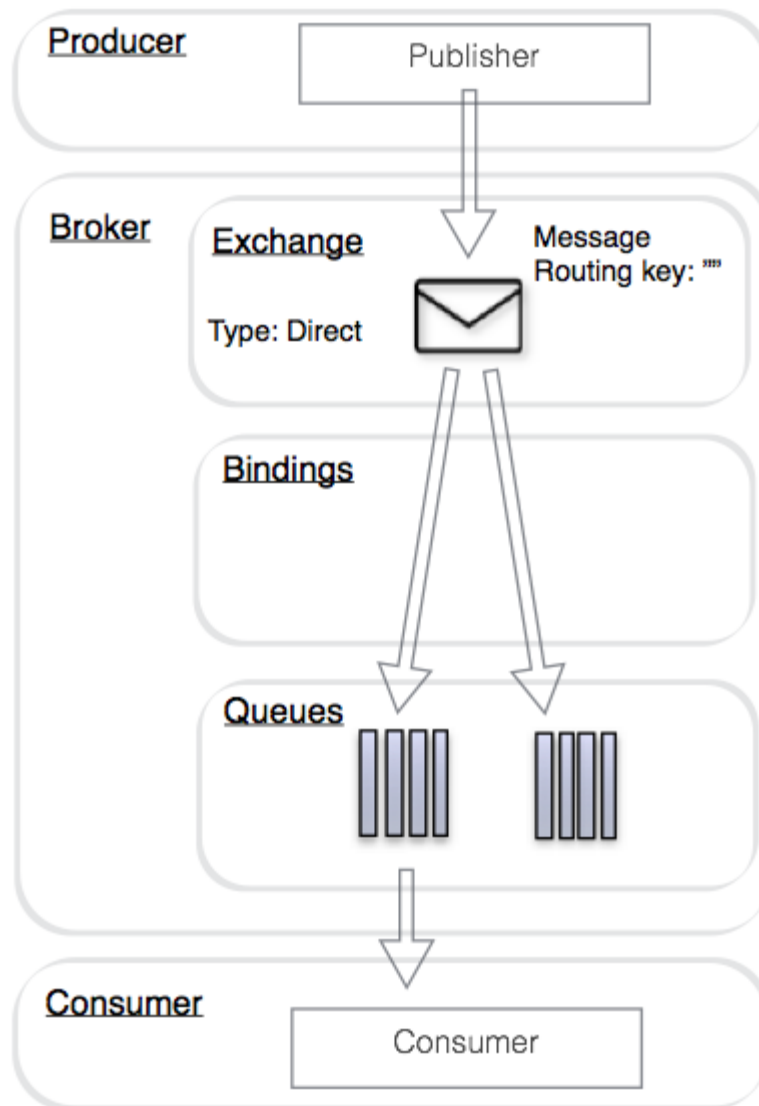 Producer
Publisher
Broker
Exchange
Message
Routing key: ””
Type: Direct
Bindings
Queues
Consumer
Consumer